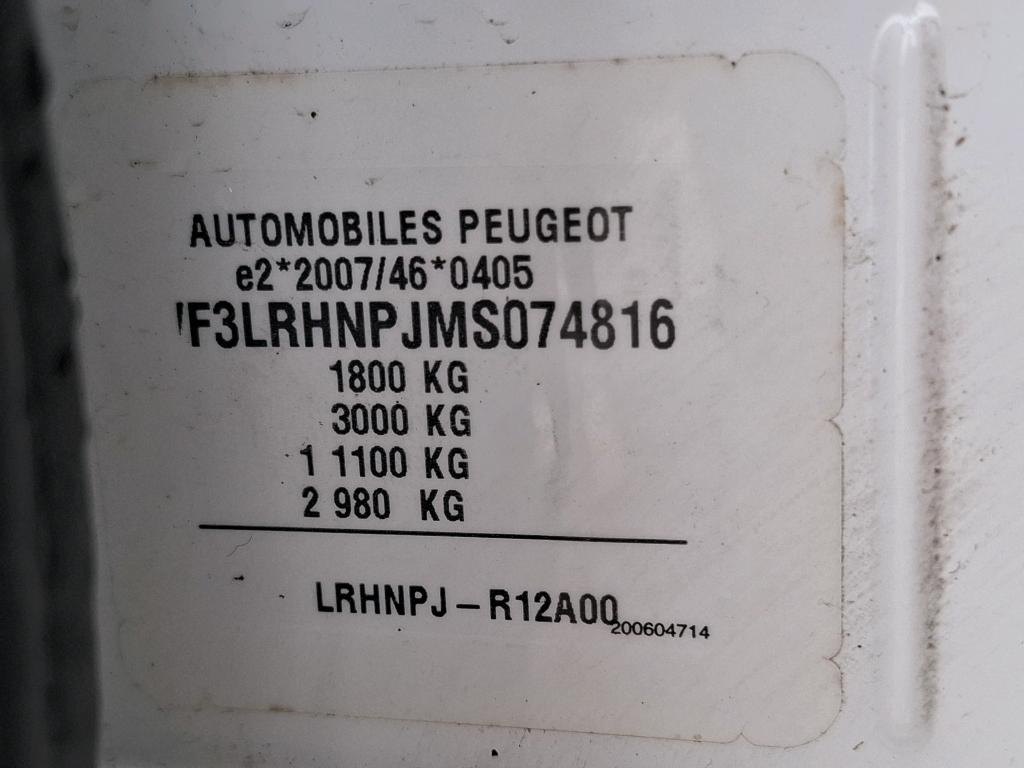 AUTOMOBILES PEUGEOT
e2*2007/46*0405
VF3LRHNPJMS074816
1800 KG
3000 KG
1 1100 KG
2 980 KG
LRHNPJ – R12A00
200604714